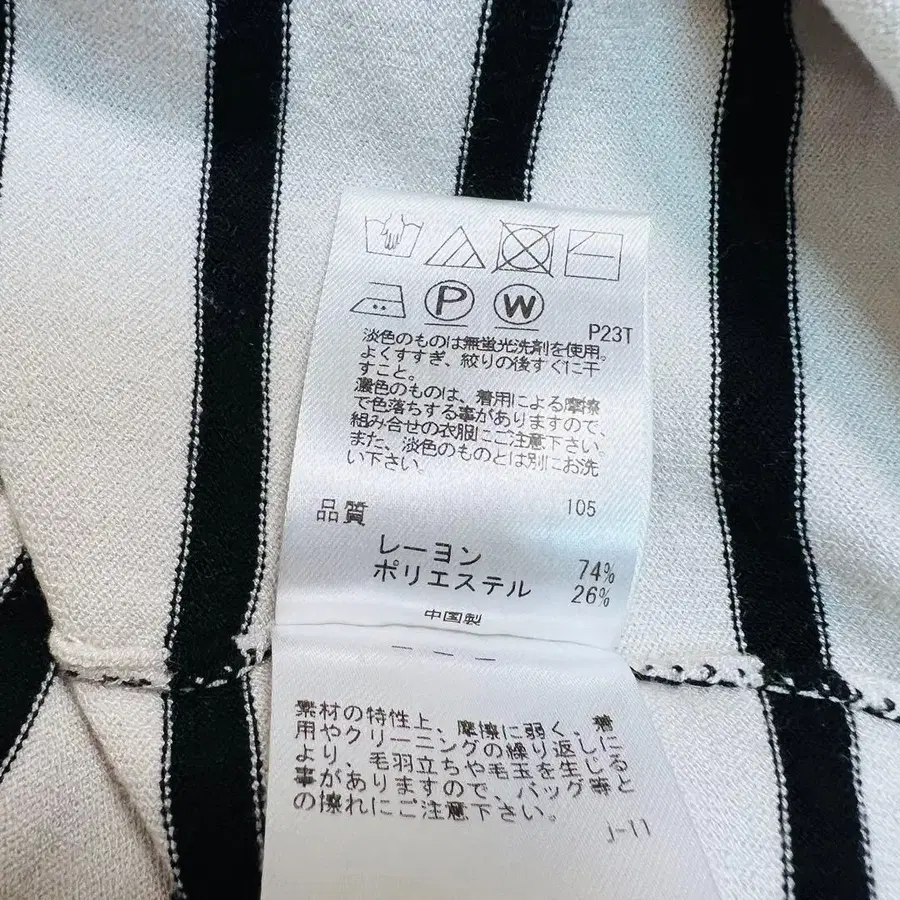 P W P23T
淡色のものは無蛍光洗剤を使用。
よくすすぎ、絞りの後すぐに干
すこと。
濃色のものは、着用による摩擦
で色落ちする事がありますので、
組み合せの衣服にご注意下さい。
また、淡色のものとは別にお洗
い下さい。
品質 105
レーヨン 74%
ポリエステル 26%
中国製
素材の特性上、摩擦に弱く、着
用やクリーニングの繰り返しに
より、毛羽立ちや毛玉を生じる
事がありますので、バッグ等と
の擦れにご注意下さい。
J-11